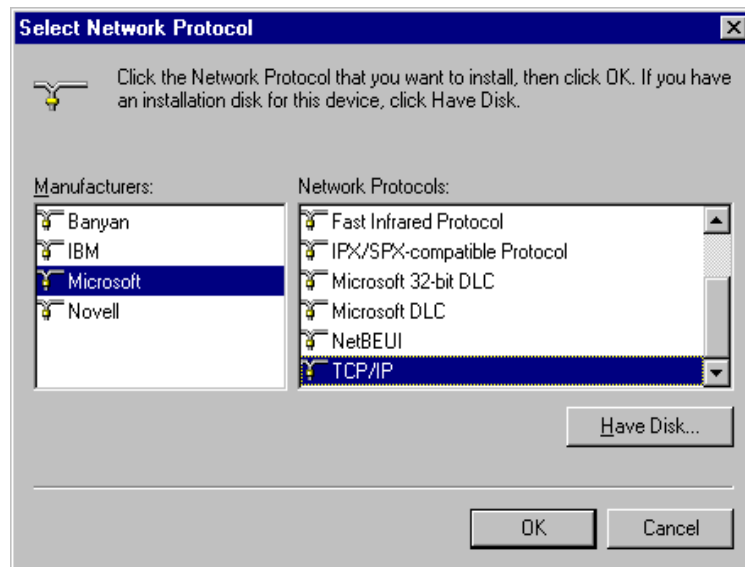 Select Network Protocol
Click the Network Protocol that you want to install, then click OK. If you have
an installation disk for this device, click Have Disk.
Manufacturers:
Banyan
IBM
Microsoft
Novell
Network Protocols:
Fast Infrared Protocol
IPX/SPX-compatible Protocol
Microsoft 32-bit DLC
Microsoft DLC
NetBEUI
TCP/IP
Have Disk...
OK
Cancel